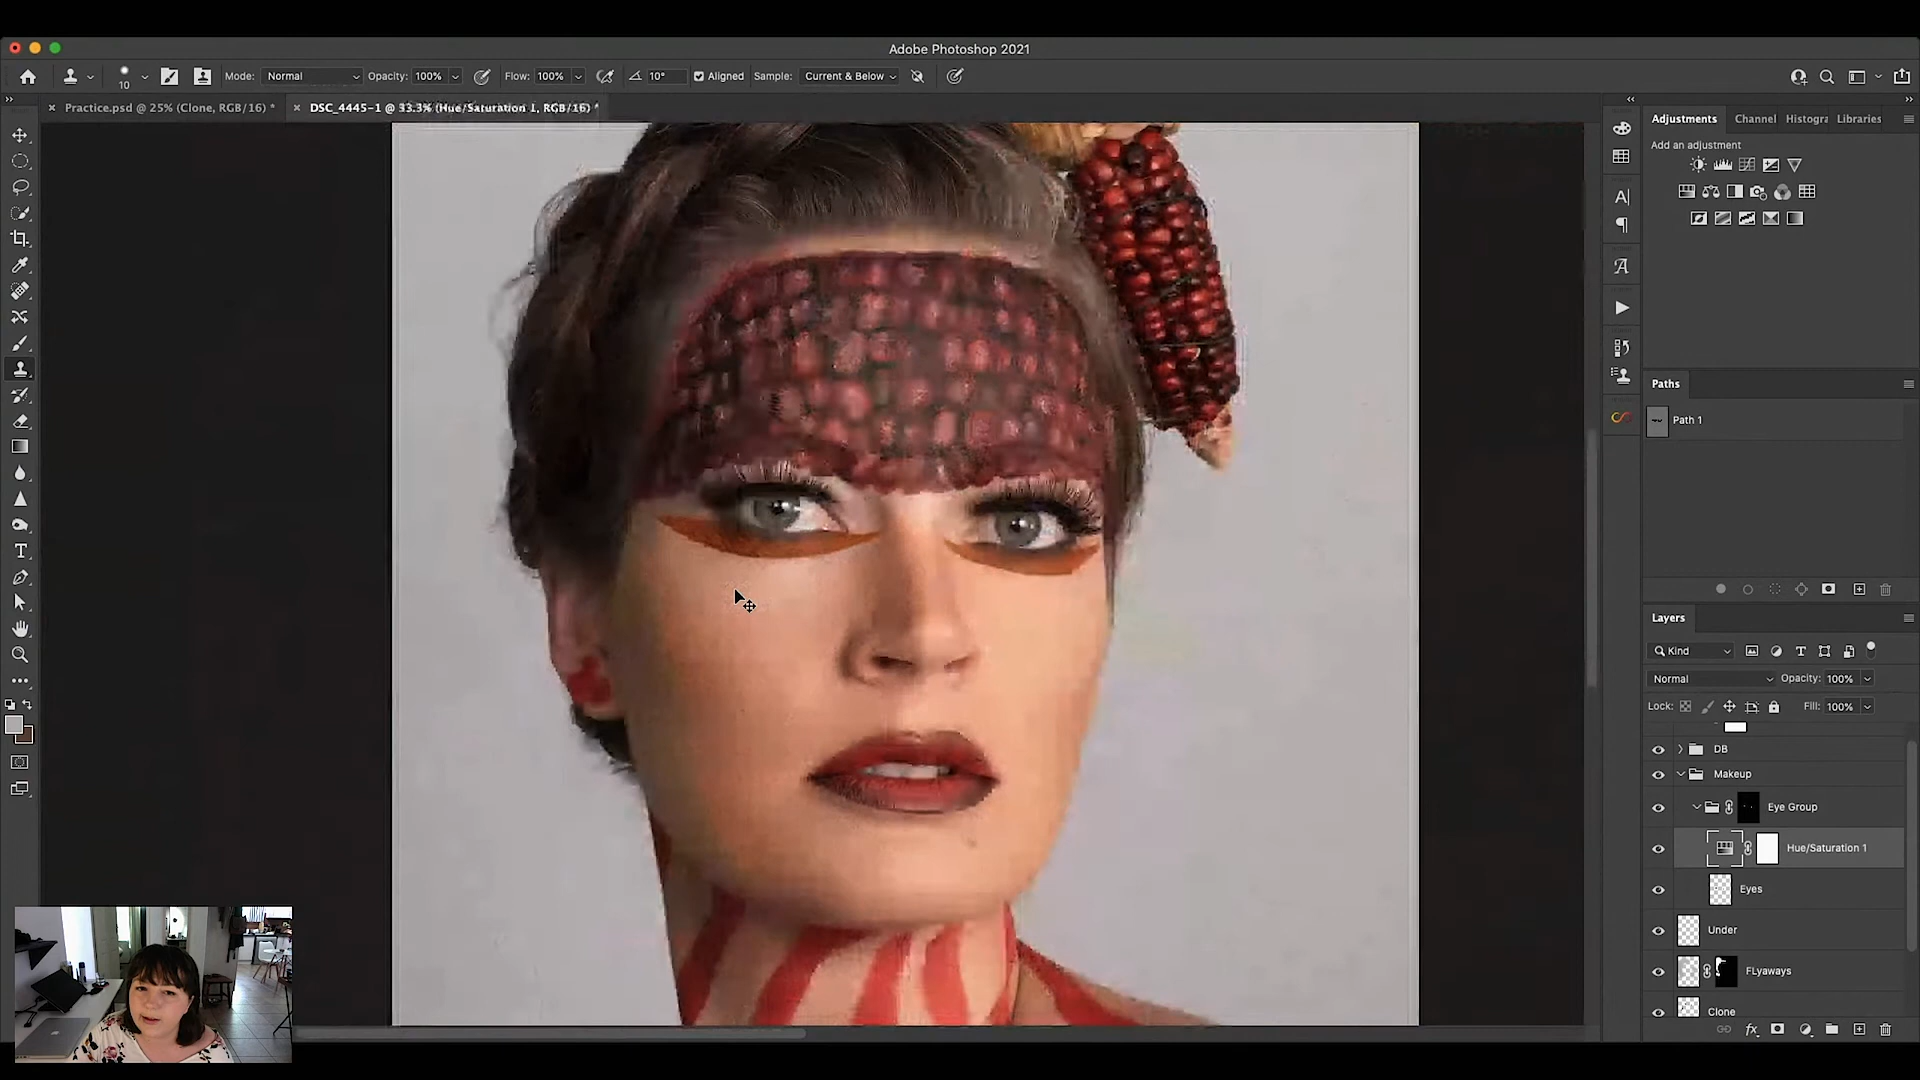 Adobe Photoshop 2021
10
Mode: Normal
Opacity: 100%
Flow: 100%
10°
Aligned
Sample: Current & Below
Practice.psd @ 25% (Clone, RGB/16) *
DSC_4445-1 @ 33.3% (Hue/Saturation 1, RGB/16) *
Adjustments
Channel
Histogra
Libraries
Add an adjustment
Paths
Path 1
Layers
Kind
Normal
Opacity: 100%
Lock:
Fill: 100%
DB
Makeup
Eye Group
Hue/Saturation 1
Eyes
Under
FLyaways
Clone
fx